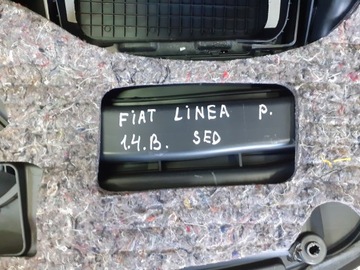 FiAT LINEA P.
1.4.B. SED